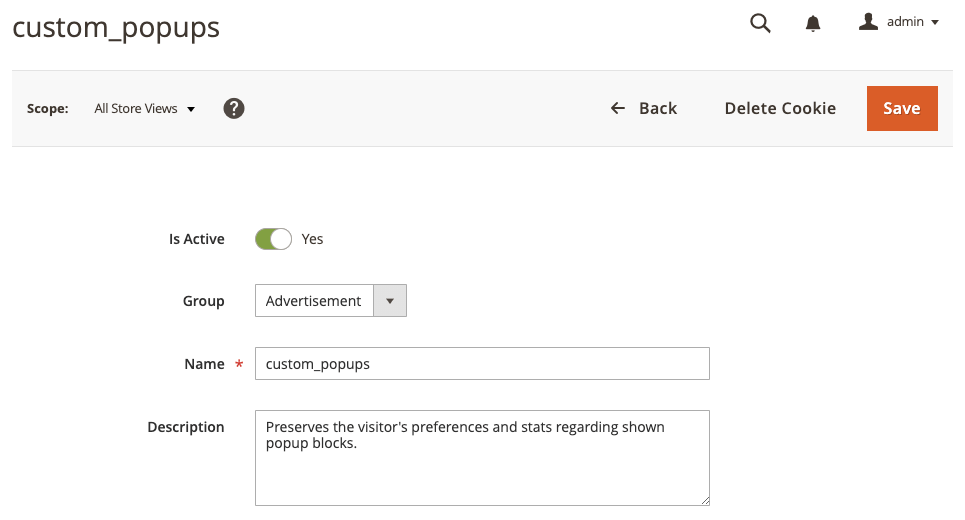 custom_popups
admin
Scope: All Store Views ?
Back Delete Cookie Save
Is Active Yes
Group Advertisement
Name * custom_popups
Description Preserves the visitor's preferences and stats regarding shown
popup blocks.